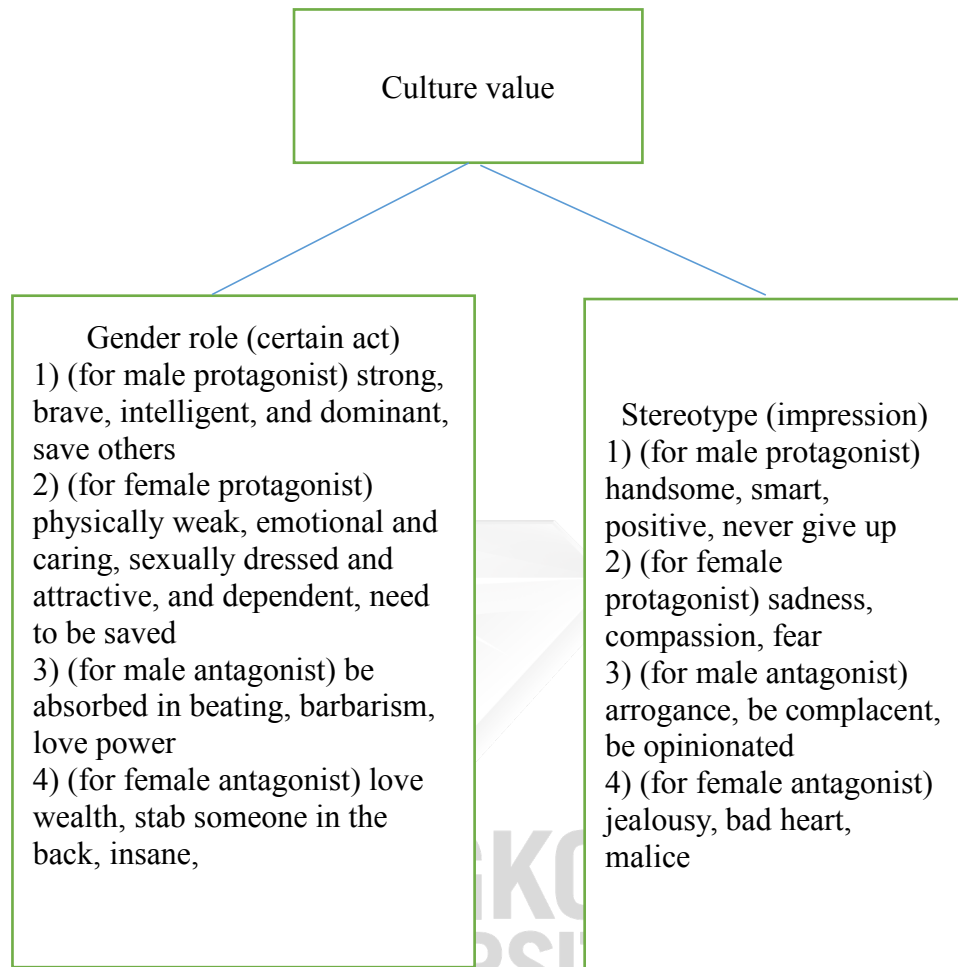 Culture value
Gender role (certain act)
1) (for male protagonist) strong,
brave, intelligent, and dominant,
save others
2) (for female protagonist)
physically weak, emotional and
caring, sexually dressed and
attractive, and dependent, need
to be saved
3) (for male antagonist) be
absorbed in beating, barbarism,
love power
4) (for female antagonist) love
wealth, stab someone in the
back, insane,
Stereotype (impression)
1) (for male protagonist)
handsome, smart,
positive, never give up
2) (for female
protagonist) sadness,
compassion, fear
3) (for male antagonist)
arrogance, be complacent,
be opinionated
4) (for female antagonist)
jealousy, bad heart,
malice